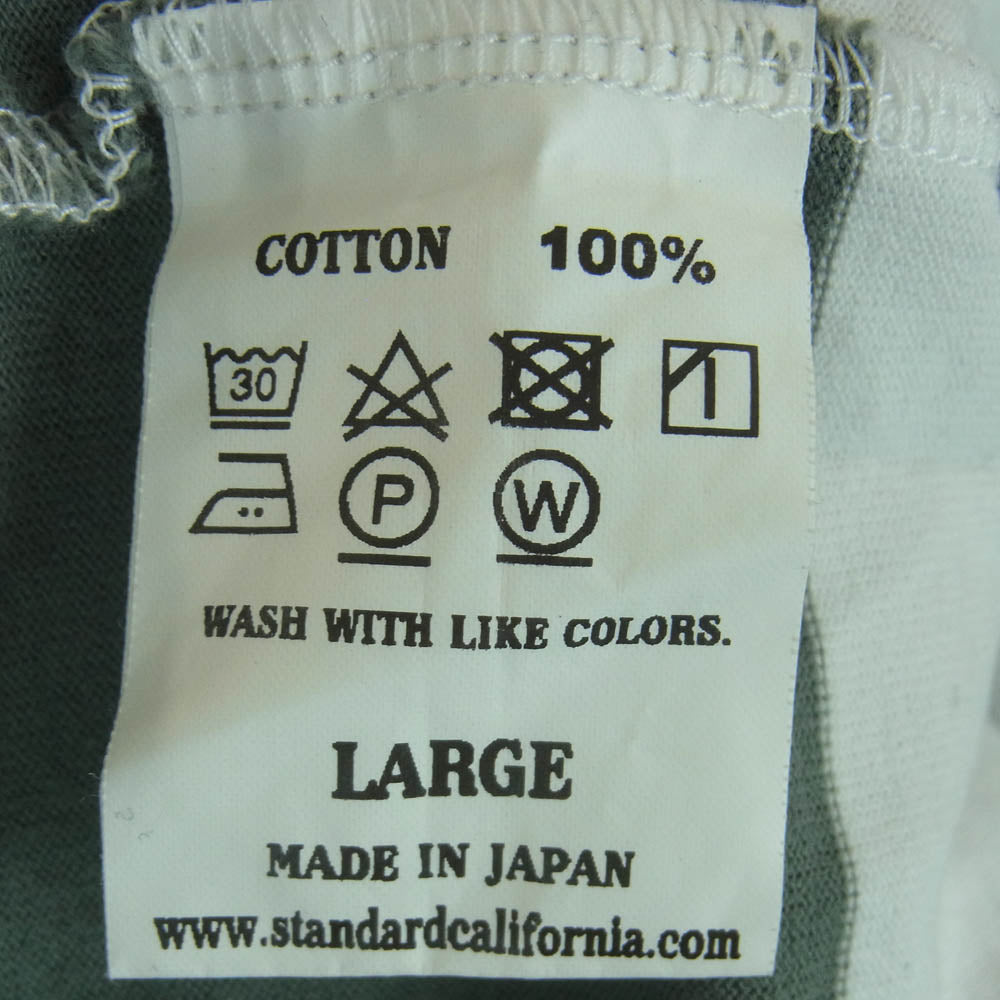 COTTON 100%
30
P W
WASH WITH LIKE COLORS.
LARGE
MADE IN JAPAN
www.standardcalifornia.com